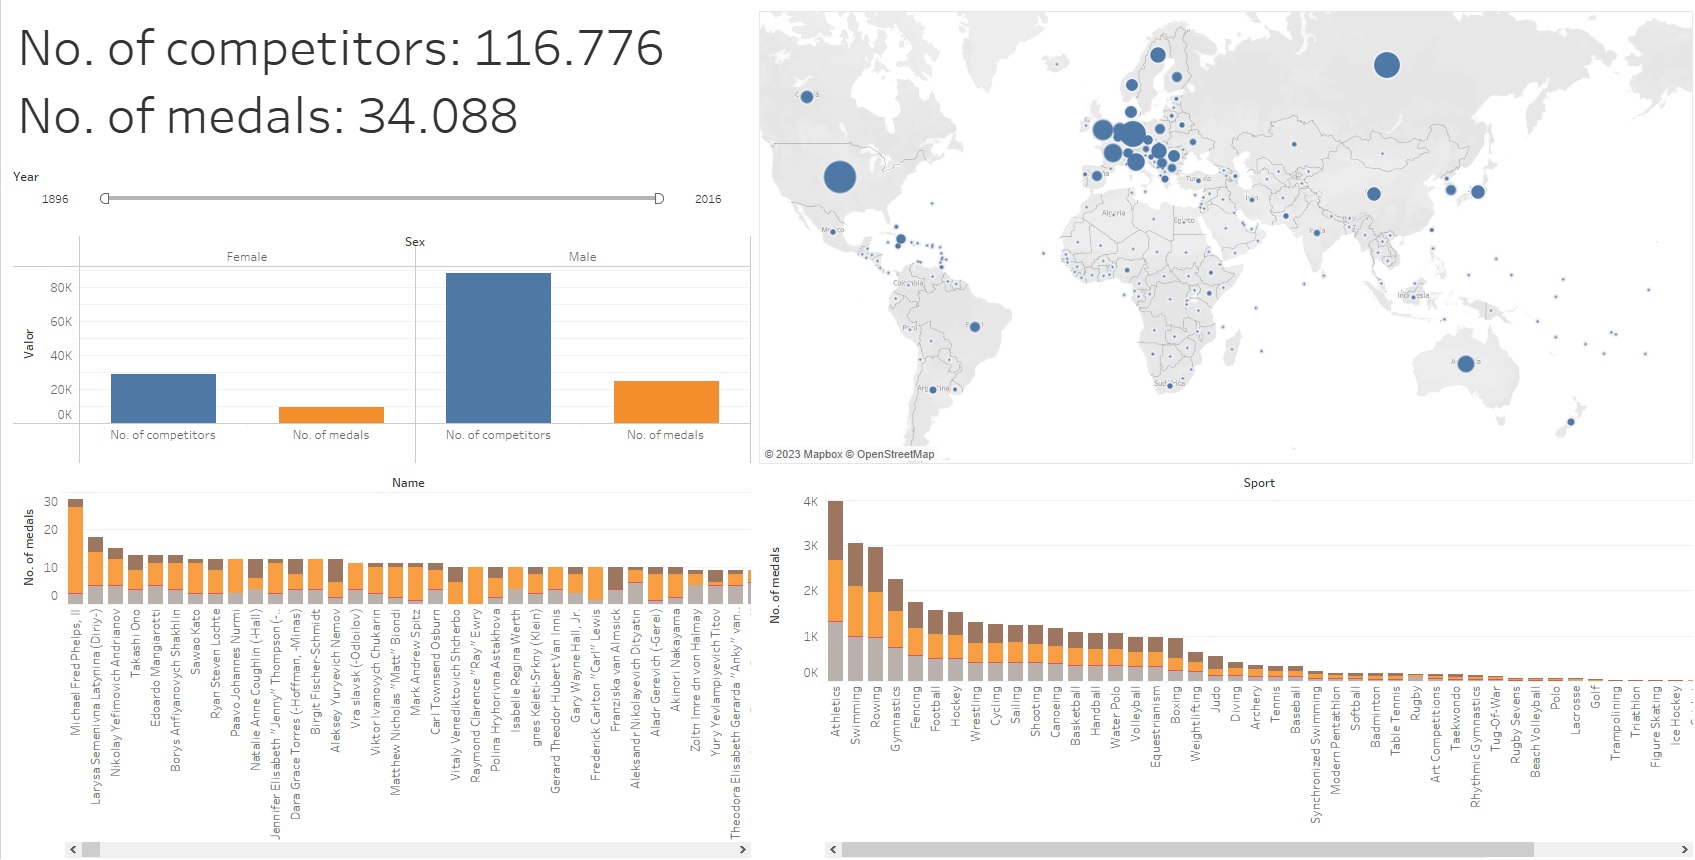 No. of competitors: 116.776
No. of medals: 34.088
Year
1896
2016
Sex
Female
Male
Valor
80K
60K
40K
20K
0K
No. of competitors
No. of medals
No. of competitors
No. of medals
Algeria
India
© 2023 Mapbox © OpenStreetMap
Name
No. of medals
30
20
10
0
Michael Fred Phelps, II
Larysa Semenivna Latynina (Diriy-)
Nikolay Yefimovich Andrianov
Takashi Ono
Edoardo Mangiarotti
Borys Anfiyanovych Shakhlin
Sawao Kato
Ryan Steven Lochte
Paavo Johannes Nurmi
Natalie Anne Coughlin (-Hall)
Jennifer Elisabeth "Jenny" Thompson (-..
Dara Grace Torres (-Hoffman, -Minas)
Birgit Fischer-Schmidt
Aleksey Yuryevich Nemov
Vra slavsk (-Odloilov)
Viktor Ivanovych Chukarin
Matthew Nicholas "Matt" Biondi
Mark Andrew Spitz
Carl Townsend Osburn
Vitaly Venediktovich Shcherbo
Raymond Clarence "Ray" Ewry
Polina Hryhorivna Astakhova
Isabelle Regina Werth
gnes Keleti-Srkny (Klein)
Gerard Theodor Hubert Van Innis
Gary Wayne Hall, Jr.
Frederick Carlton "Carl" Lewis
Franziska van Almsick
Aleksandr Nikolayevich Dityatin
Aladr Gerevich (-Gerei)
Akinori Nakayama
Zoltn Imre dn von Halmay
Yury Yevlampiyevich Titov
Theodora Elisabeth Gerarda "Anky" van..
Sport
No. of medals
4K
3K
2K
1K
0K
Athletics
Swimming
Rowing
Gymnastics
Fencing
Football
Hockey
Wrestling
Cycling
Sailing
Shooting
Canoeing
Basketball
Handball
Water Polo
Volleyball
Equestrianism
Boxing
Weightlifting
Judo
Diving
Archery
Tennis
Baseball
Synchronized Swimming
Modern Pentathlon
Softball
Badminton
Table Tennis
Rugby
Art Competitions
Taekwondo
Rhythmic Gymnastics
Tug-Of-War
Rugby Sevens
Beach Volleyball
Polo
Lacrosse
Golf
Trampolining
Triathlon
Figure Skating
Ice Hockey